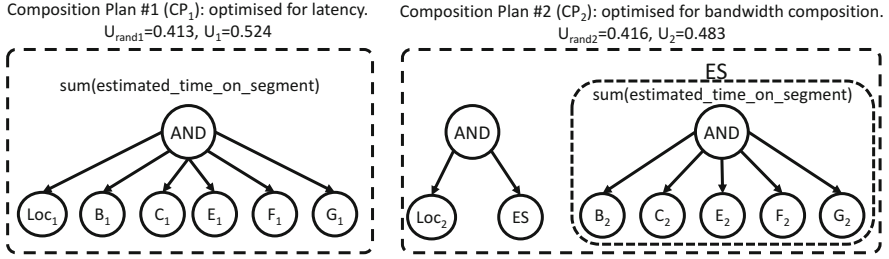 Composition Plan #1 (CP₁): optimised for latency.
U_rand1=0.413, U₁=0.524
sum(estimated_time_on_segment)
AND
Loc₁ B₁ C₁ E₁ F₁ G₁
Composition Plan #2 (CP₂): optimised for bandwidth composition.
U_rand2=0.416, U₂=0.483
ES
sum(estimated_time_on_segment)
AND AND
Loc₂ ES B₂ C₂ E₂ F₂ G₂